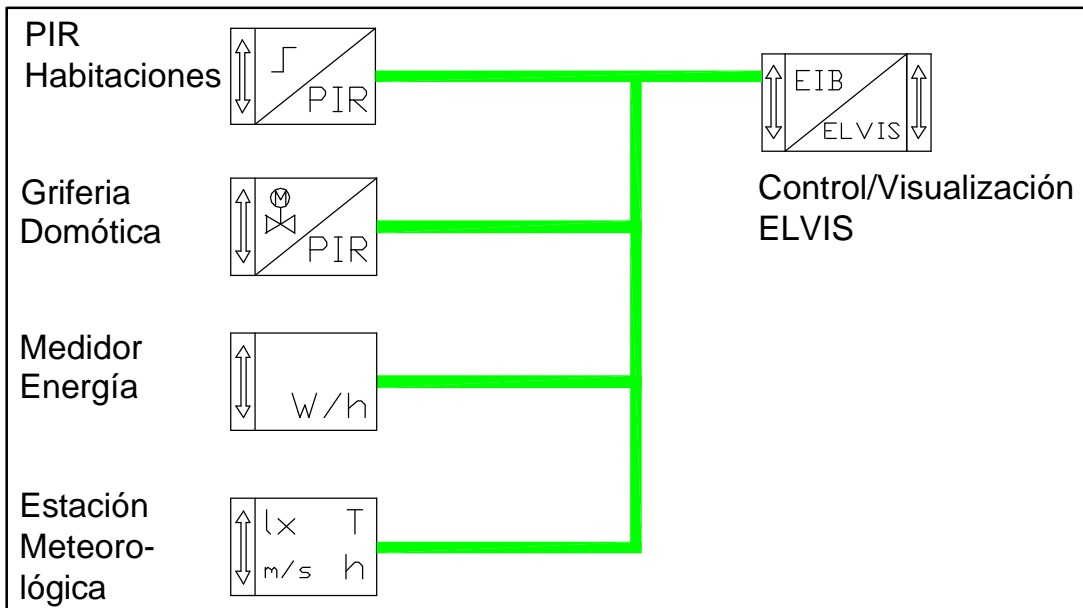 PIR
Habitaciones
PIR
EIB
ELVIS
Control/Visualización
ELVIS
Griferia
Domótica
M
PIR
Medidor
Energía
W/h
Estación
Meteoro-
lógica
lx T
m/s h